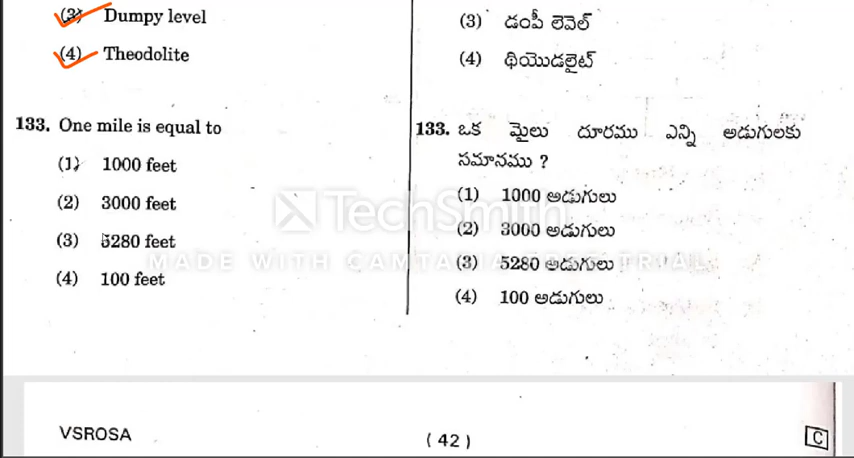 (3) Dumpy level
(4) Theodolite
133. One mile is equal to
(1) 1000 feet
(2) 3000 feet
(3) 5280 feet
(4) 100 feet
(3) డంపీ లెవెల్
(4) థియొడలైట్
133. ఒక మైలు దూరము ఎన్ని అడుగులకు
సమానము ?
(1) 1000 అడుగులు
(2) 3000 అడుగులు
(3) 5280 అడుగులు
(4) 100 అడుగులు
TechSmith
MADE WITH CAMTASIA FREE TRIAL
VSROSA
( 42 )
C